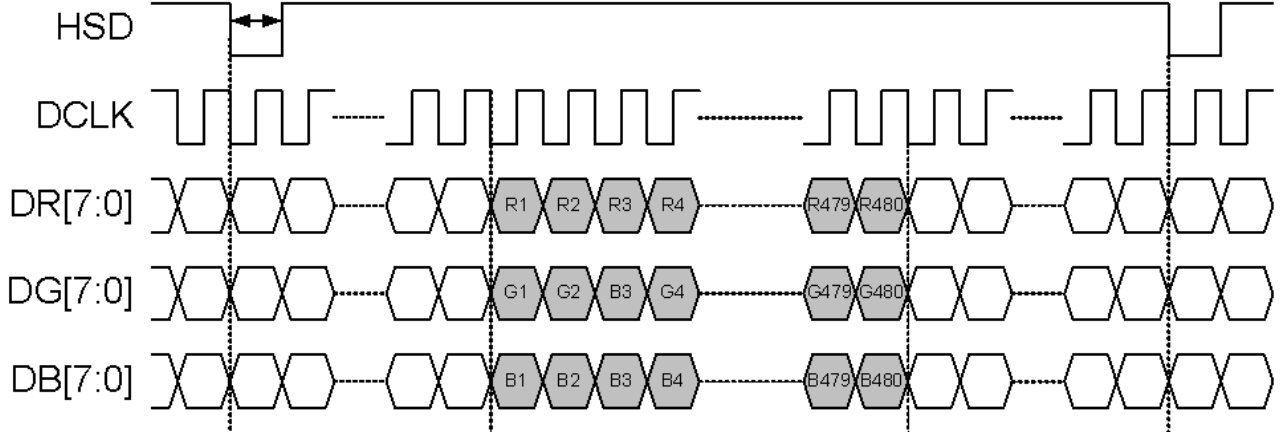 HSD
DCLK
DR[7:0] R1 R2 R3 R4 R479 R480
DG[7:0] G1 G2 B3 G4 G479 G480
DB[7:0] B1 B2 B3 B4 B479 B480